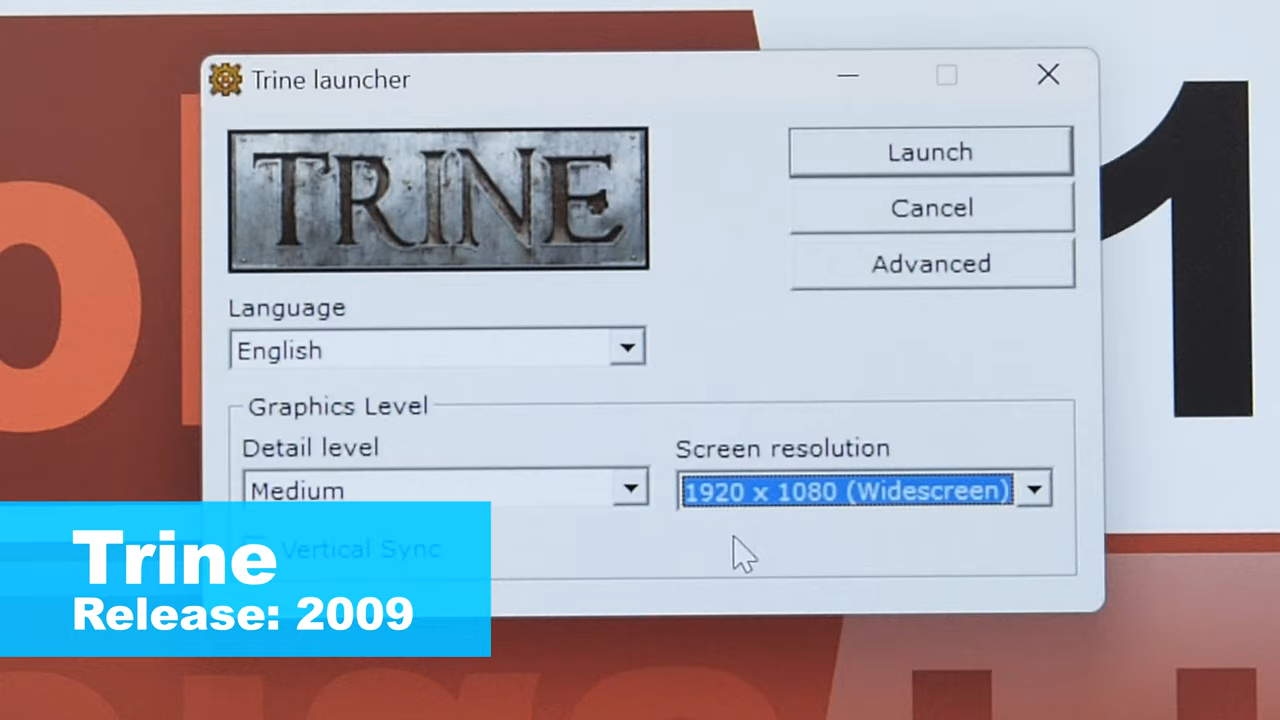 Trine launcher
TRINE
Launch
Cancel
Advanced
Language
English
Graphics Level
Detail level
Screen resolution
Medium
1920 x 1080 (Widescreen)
Vertical Sync
Trine
Release: 2009
1